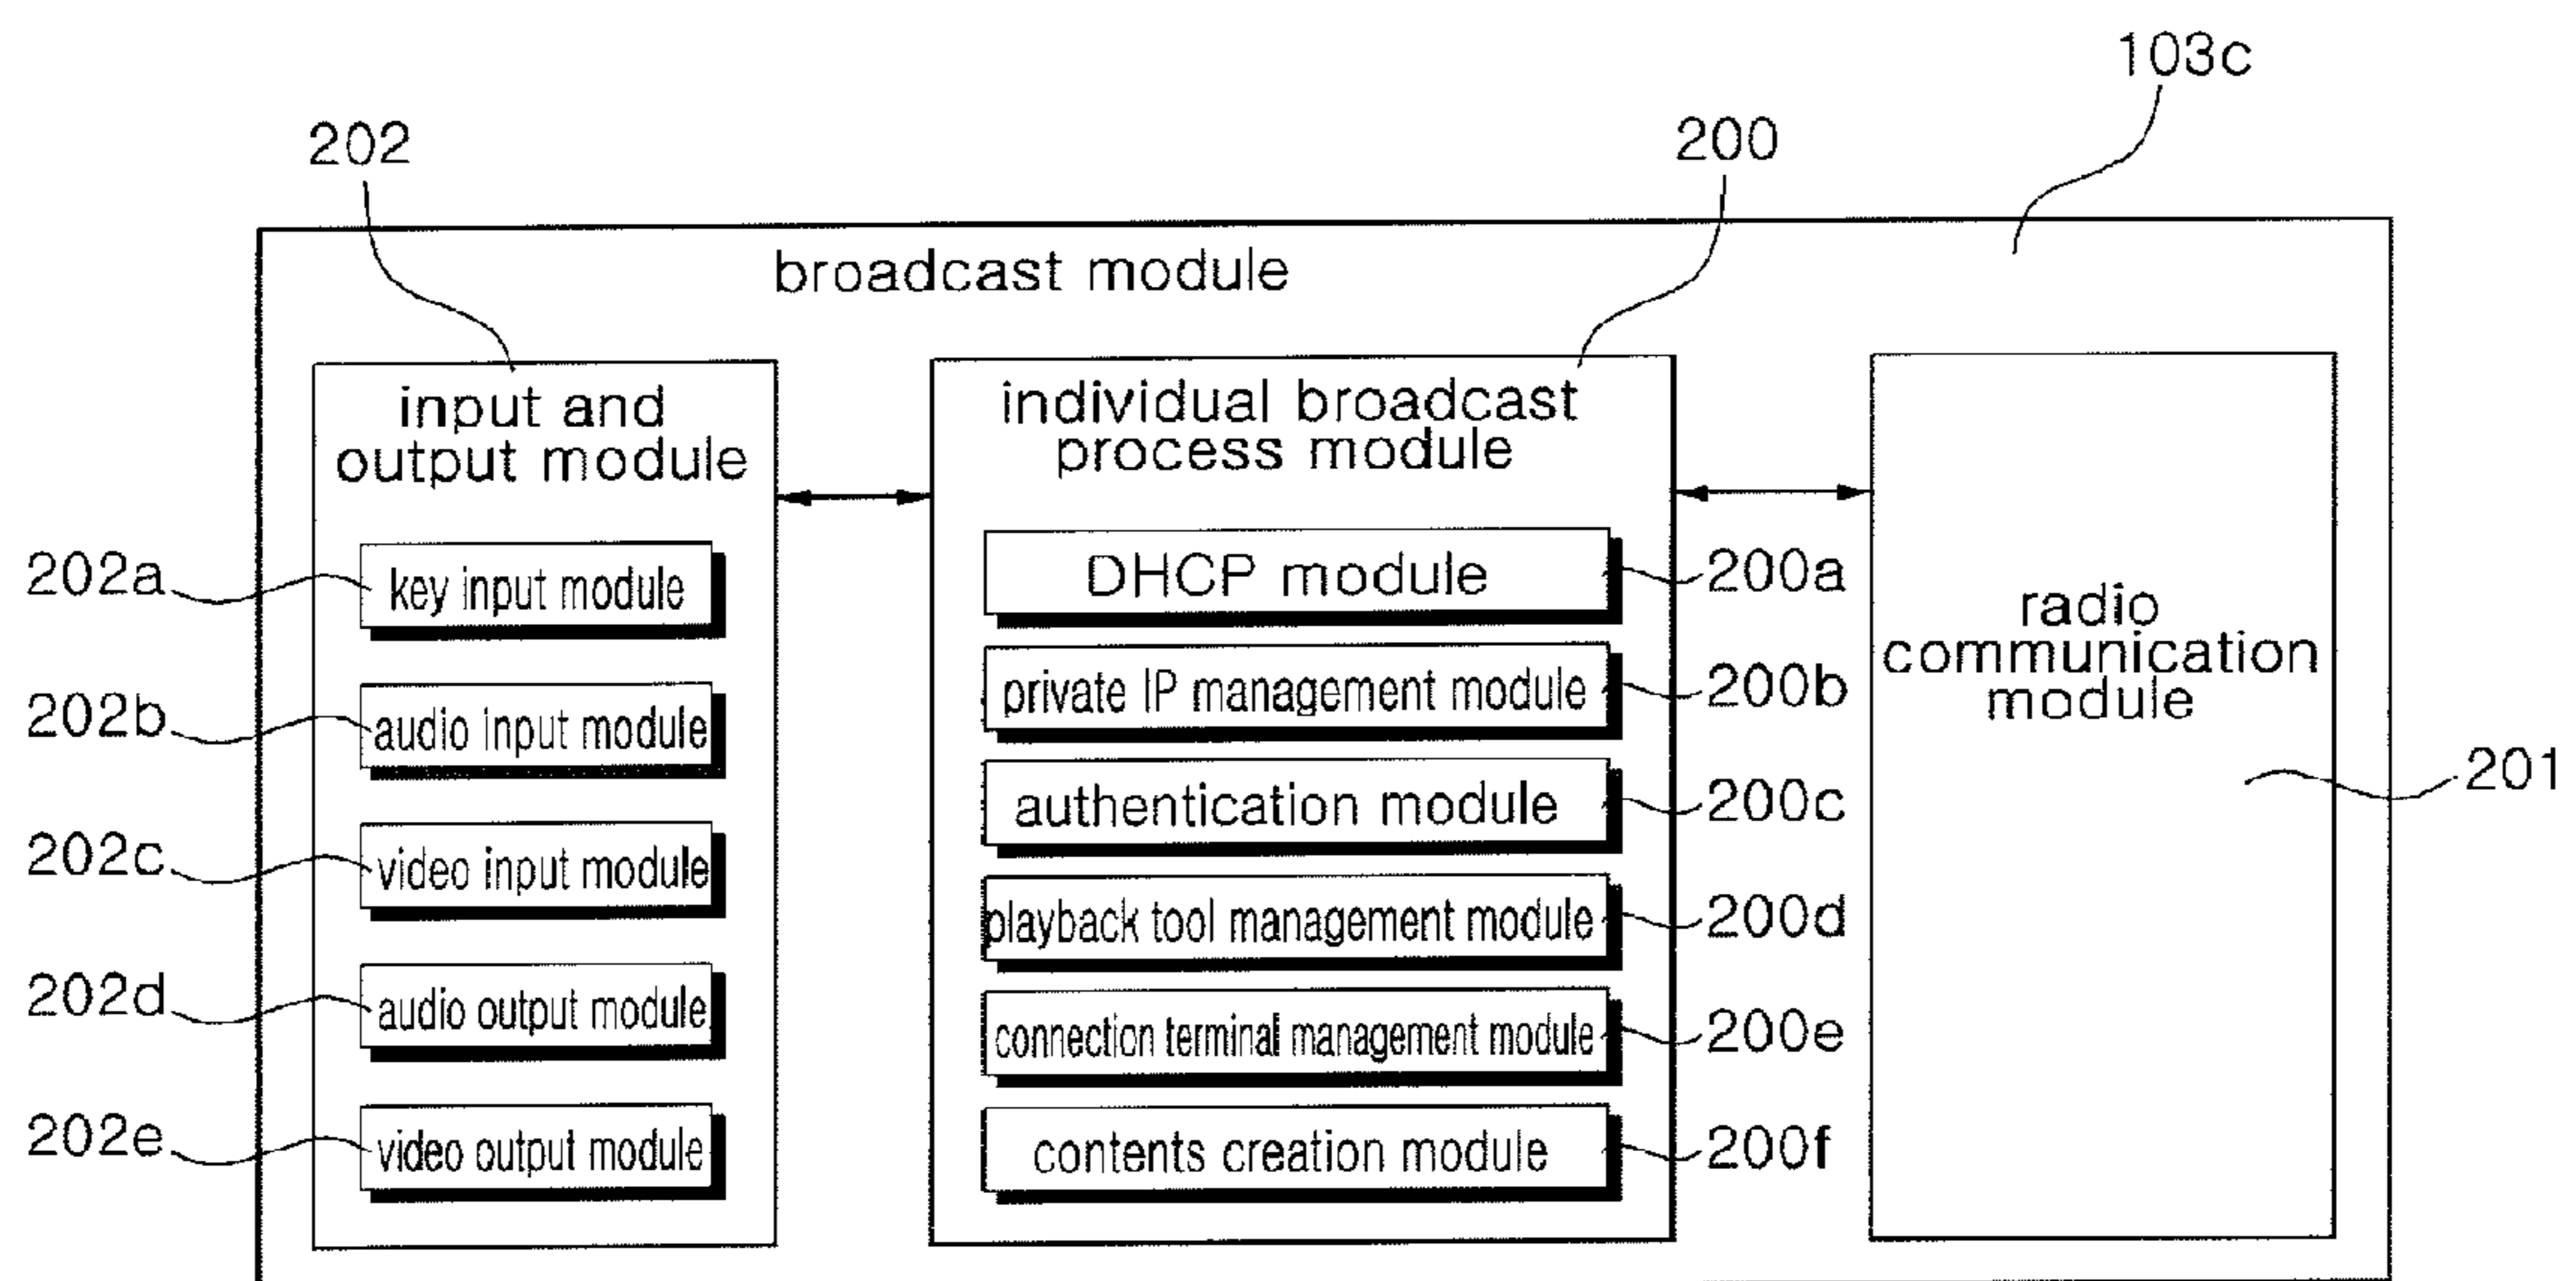 103c
202
200
broadcast module
input and
output module
202a
key input module
202b
audio input module
202c
video input module
202d
audio output module
202e
video output module
individual broadcast
process module
DHCP module
200a
private IP management module
200b
authentication module
200c
playback tool management module
200d
connection terminal management module
200e
contents creation module
200f
radio
communication
module
201